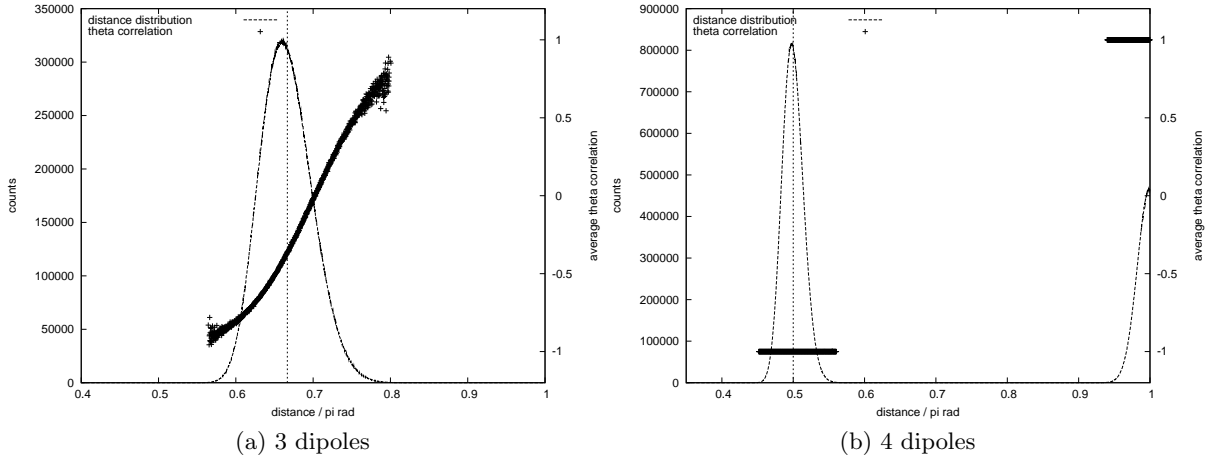 distance distribution
theta correlation
350000
300000
250000
200000
150000
100000
50000
0
counts
1
0.5
0
-0.5
-1
average theta correlation
0.4 0.5 0.6 0.7 0.8 0.9 1
distance / pi rad
(a) 3 dipoles
distance distribution
theta correlation
900000
800000
700000
600000
500000
400000
300000
200000
100000
0
counts
1
0.5
0
-0.5
-1
average theta correlation
0.4 0.5 0.6 0.7 0.8 0.9 1
distance / pi rad
(b) 4 dipoles